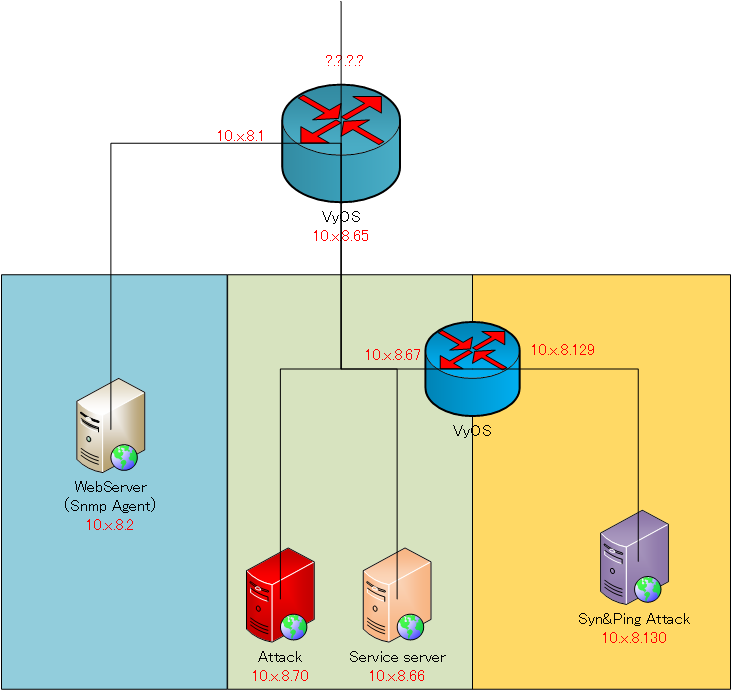 ?.?.?.?
10.x.8.1
VyOS
10.x.8.65
10.x.8.67
10.x.8.129
VyOS
WebServer
(Snmp Agent)
10.x.8.2
Attack
10.x.8.70
Service server
10.x.8.66
Syn&Ping Attack
10.x.8.130